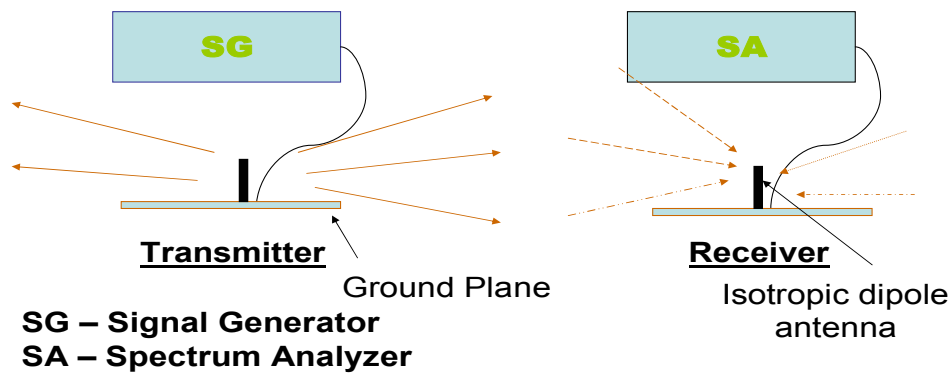 SG
SA
Transmitter
Receiver
Ground Plane
Isotropic dipole
antenna
SG – Signal Generator
SA – Spectrum Analyzer